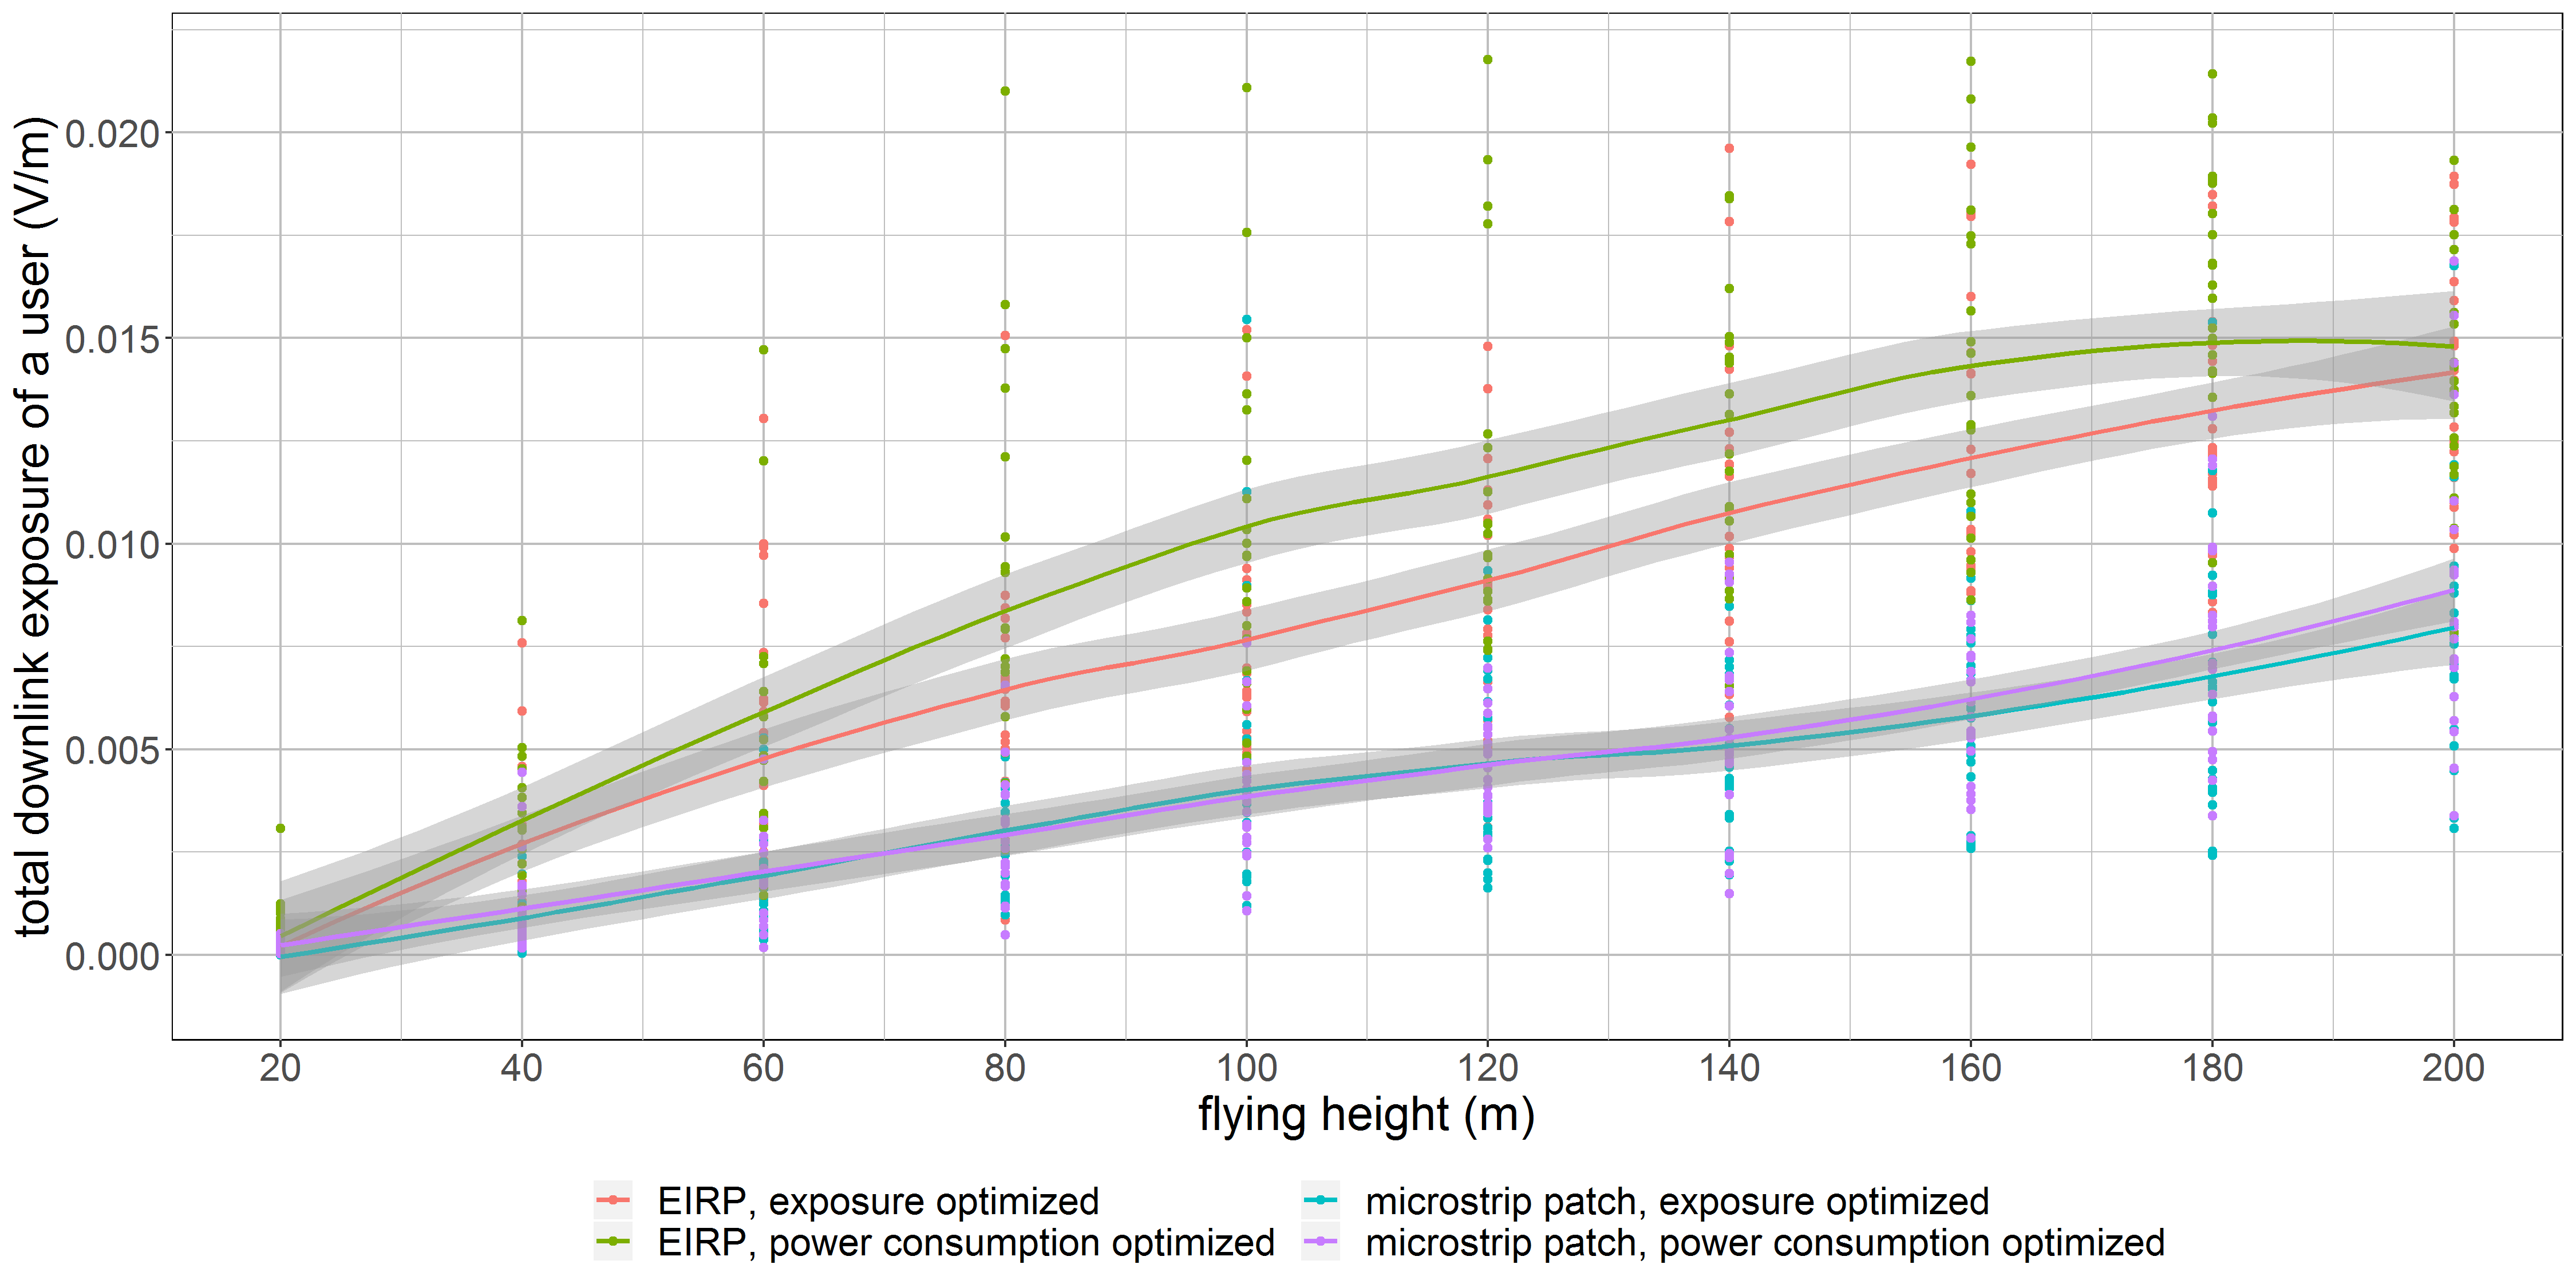 total downlink exposure of a user (V/m)
0.020
0.015
0.010
0.005
0.000
20 40 60 80 100 120 140 160 180 200
flying height (m)
EIRP, exposure optimized
EIRP, power consumption optimized
microstrip patch, exposure optimized
microstrip patch, power consumption optimized